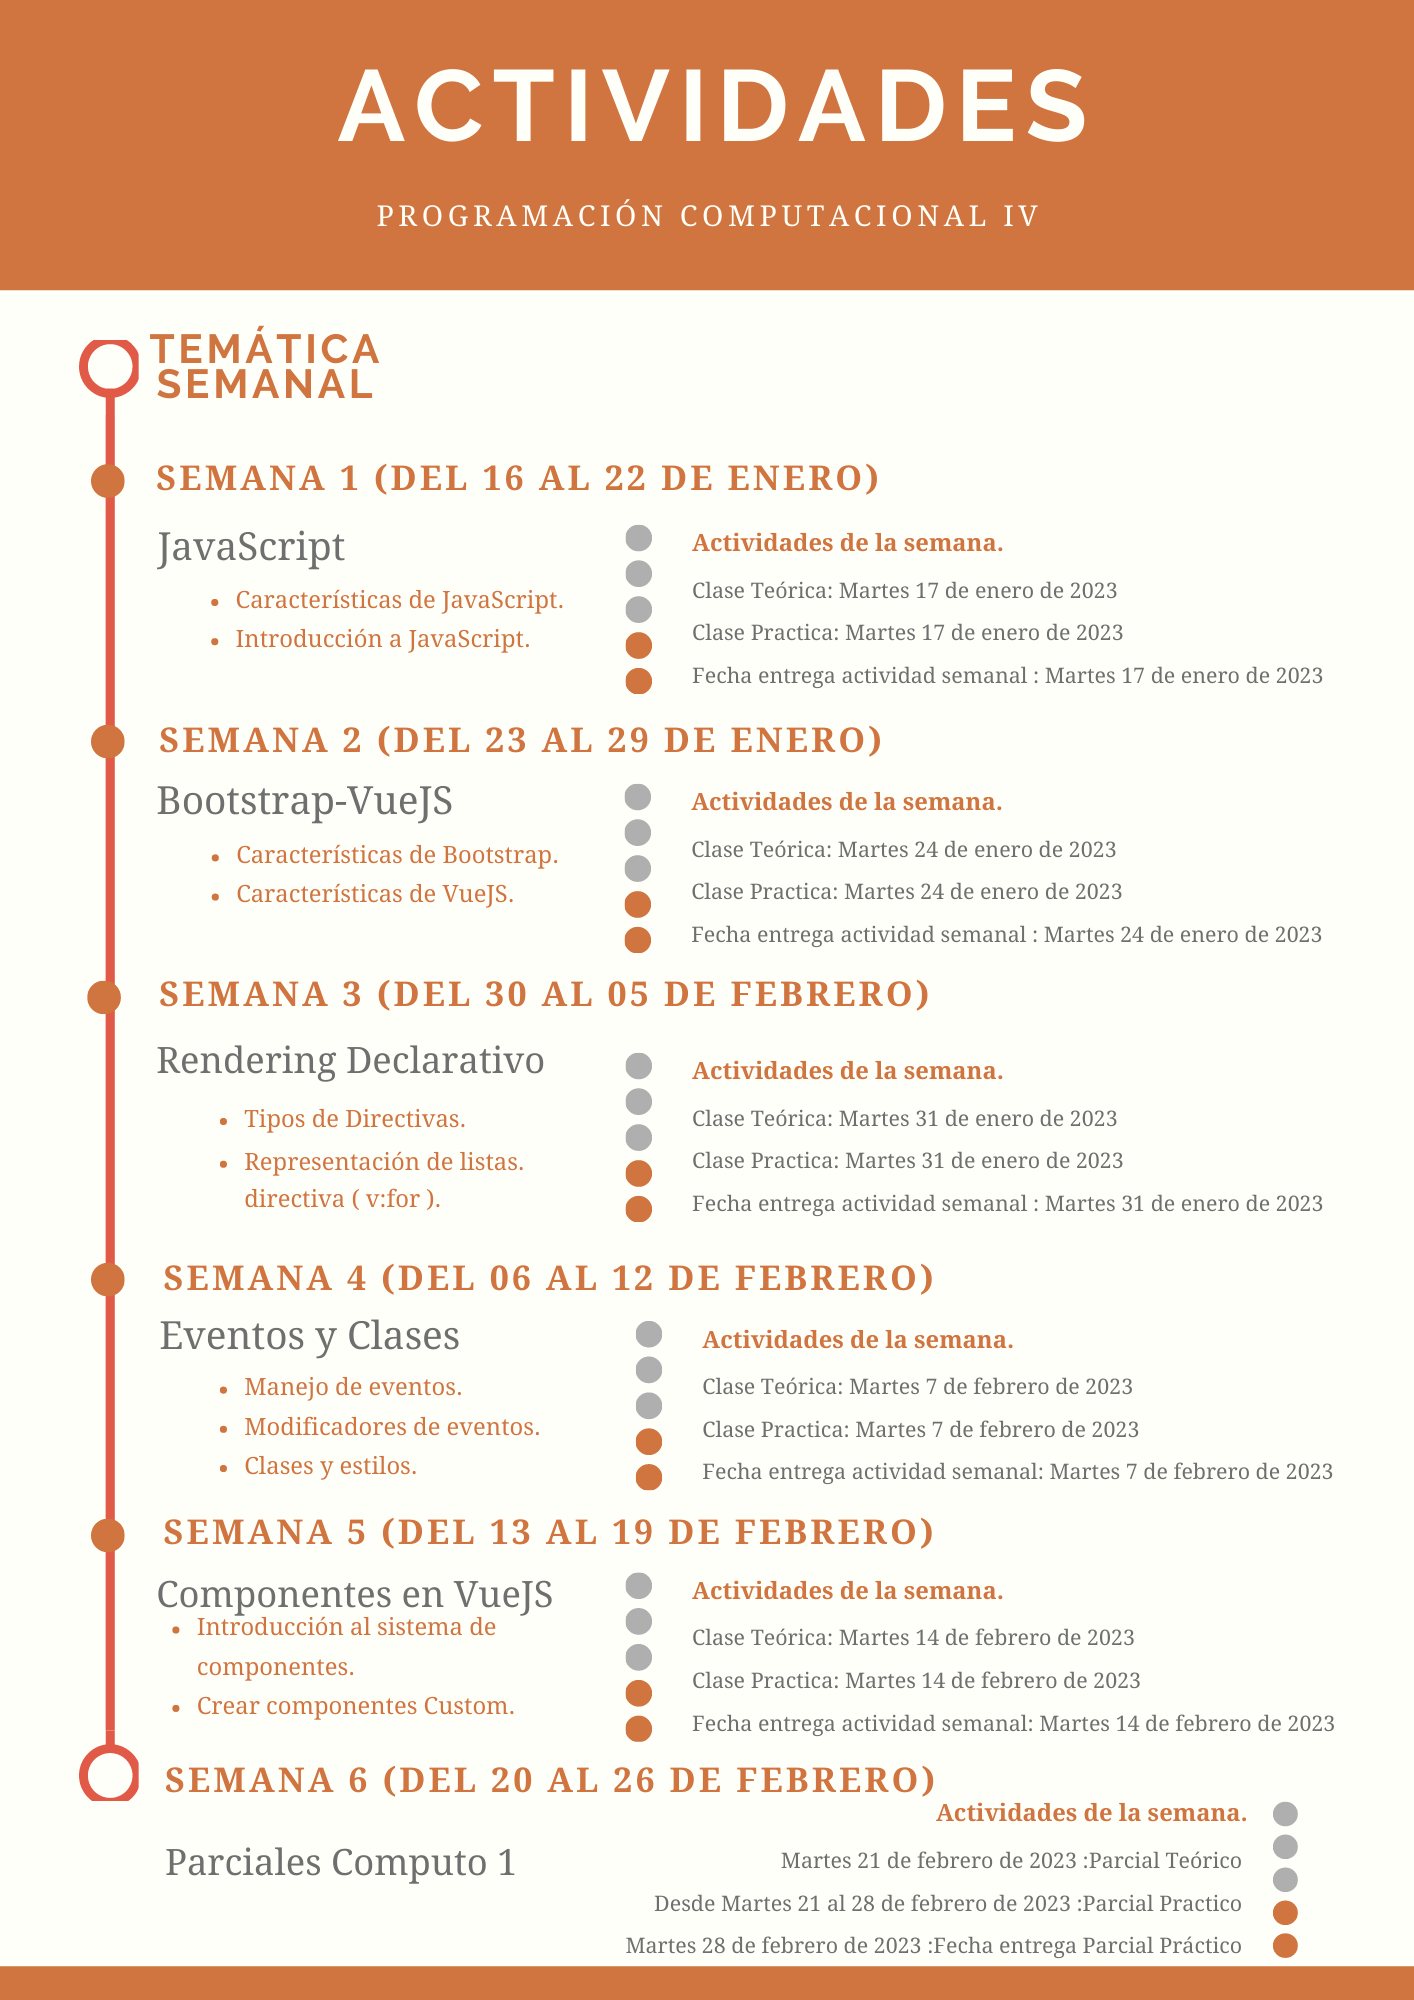 ACTIVIDADES
PROGRAMACIÓN COMPUTACIONAL IV
TEMÁTICA
SEMANAL
SEMANA 1 (DEL 16 AL 22 DE ENERO)
JavaScript
• Características de JavaScript.
• Introducción a JavaScript.
Actividades de la semana.
Clase Teórica: Martes 17 de enero de 2023
Clase Practica: Martes 17 de enero de 2023
Fecha entrega actividad semanal : Martes 17 de enero de 2023
SEMANA 2 (DEL 23 AL 29 DE ENERO)
Bootstrap-VueJS
• Características de Bootstrap.
• Características de VueJS.
Actividades de la semana.
Clase Teórica: Martes 24 de enero de 2023
Clase Practica: Martes 24 de enero de 2023
Fecha entrega actividad semanal : Martes 24 de enero de 2023
SEMANA 3 (DEL 30 AL 05 DE FEBRERO)
Rendering Declarativo
• Tipos de Directivas.
• Representación de listas.
directiva ( v:for ).
Actividades de la semana.
Clase Teórica: Martes 31 de enero de 2023
Clase Practica: Martes 31 de enero de 2023
Fecha entrega actividad semanal : Martes 31 de enero de 2023
SEMANA 4 (DEL 06 AL 12 DE FEBRERO)
Eventos y Clases
• Manejo de eventos.
• Modificadores de eventos.
• Clases y estilos.
Actividades de la semana.
Clase Teórica: Martes 7 de febrero de 2023
Clase Practica: Martes 7 de febrero de 2023
Fecha entrega actividad semanal: Martes 7 de febrero de 2023
SEMANA 5 (DEL 13 AL 19 DE FEBRERO)
Componentes en VueJS
• Introducción al sistema de
componentes.
• Crear componentes Custom.
Actividades de la semana.
Clase Teórica: Martes 14 de febrero de 2023
Clase Practica: Martes 14 de febrero de 2023
Fecha entrega actividad semanal: Martes 14 de febrero de 2023
SEMANA 6 (DEL 20 AL 26 DE FEBRERO)
Parciales Computo 1
Actividades de la semana.
Martes 21 de febrero de 2023 :Parcial Teórico
Desde Martes 21 al 28 de febrero de 2023 :Parcial Practico
Martes 28 de febrero de 2023 :Fecha entrega Parcial Práctico